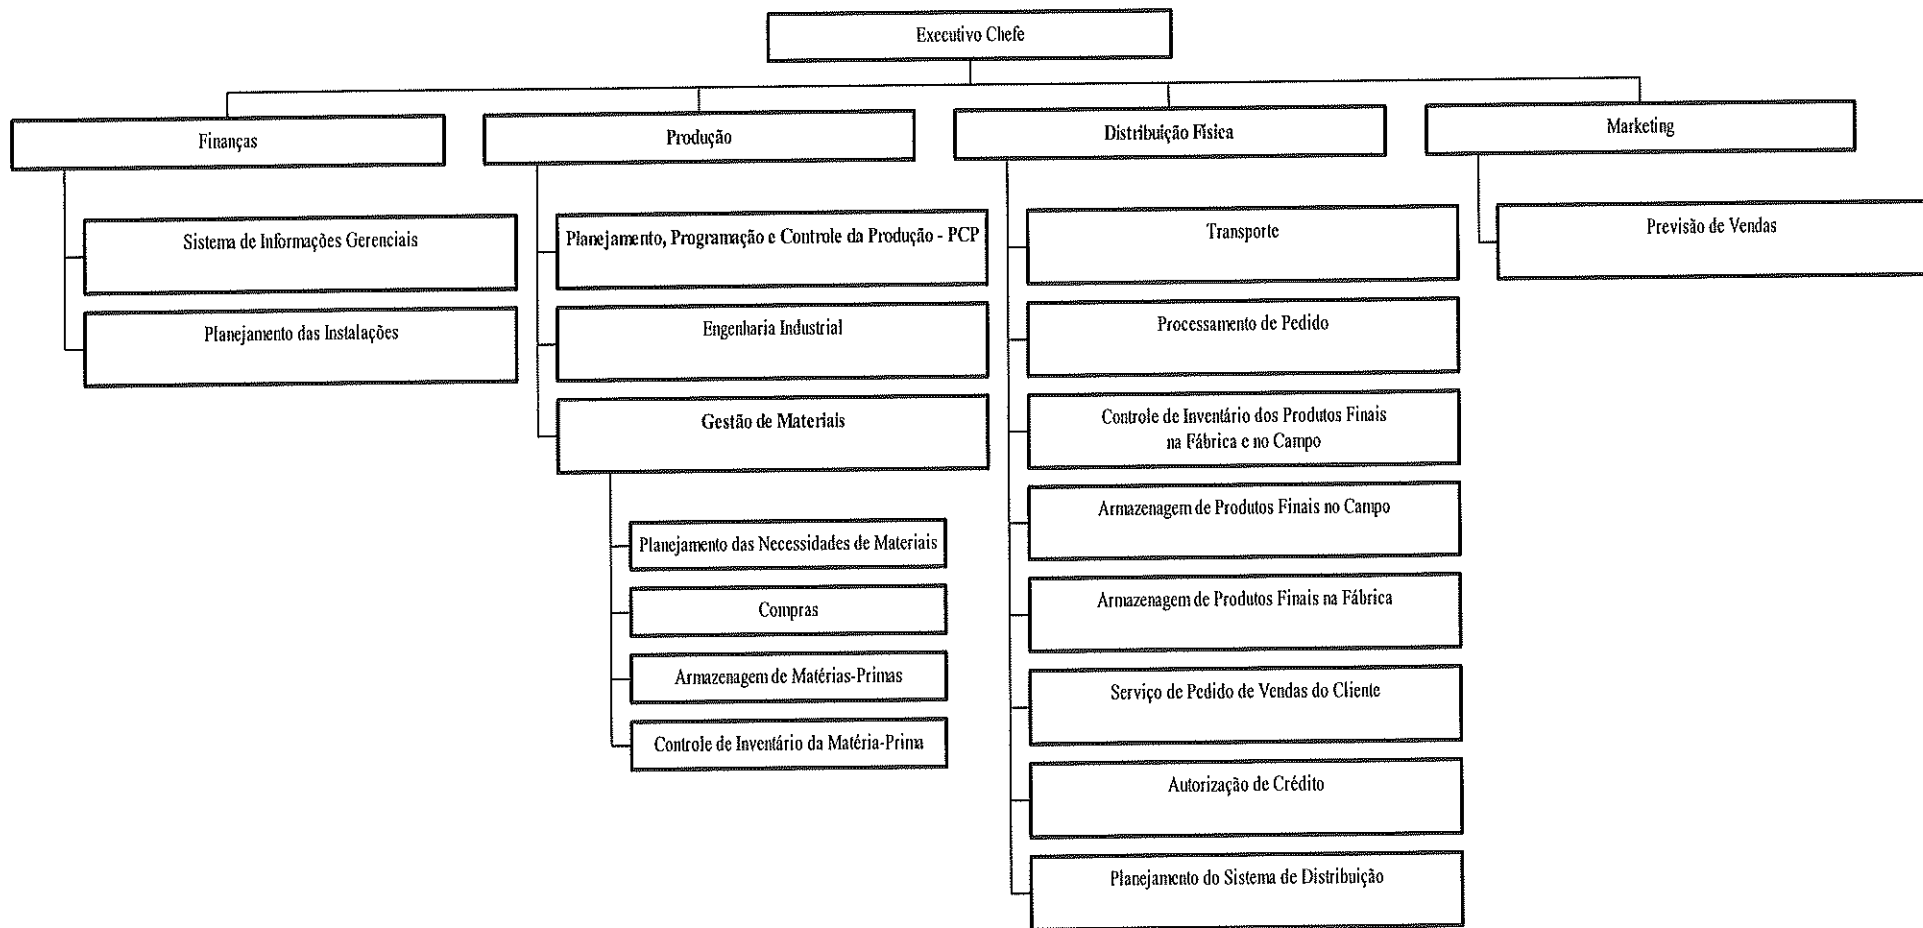 Executivo Chefe
Finanças
Produção
Distribuição Física
Marketing
Sistema de Informações Gerenciais
Planejamento das Instalações
Planejamento, Programação e Controle da Produção - PCP
Engenharia Industrial
Gestão de Materiais
Planejamento das Necessidades de Materiais
Compras
Armazenagem de Matérias-Primas
Controle de Inventário da Matéria-Prima
Transporte
Processamento de Pedido
Controle de Inventário dos Produtos Finais
na Fábrica e no Campo
Armazenagem de Produtos Finais no Campo
Armazenagem de Produtos Finais na Fábrica
Serviço de Pedido de Vendas do Cliente
Autorização de Crédito
Planejamento do Sistema de Distribuição
Previsão de Vendas